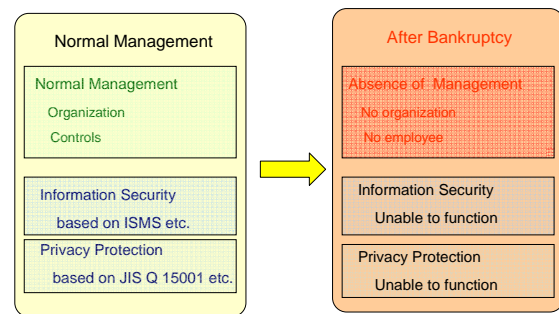 Normal Management
Normal Management
Organization
Controls
Information Security
based on ISMS etc.
Privacy Protection
based on JIS Q 15001 etc.
After Bankruptcy
Absence of Management
No organization
No employee
Information Security
Unable to function
Privacy Protection
Unable to function